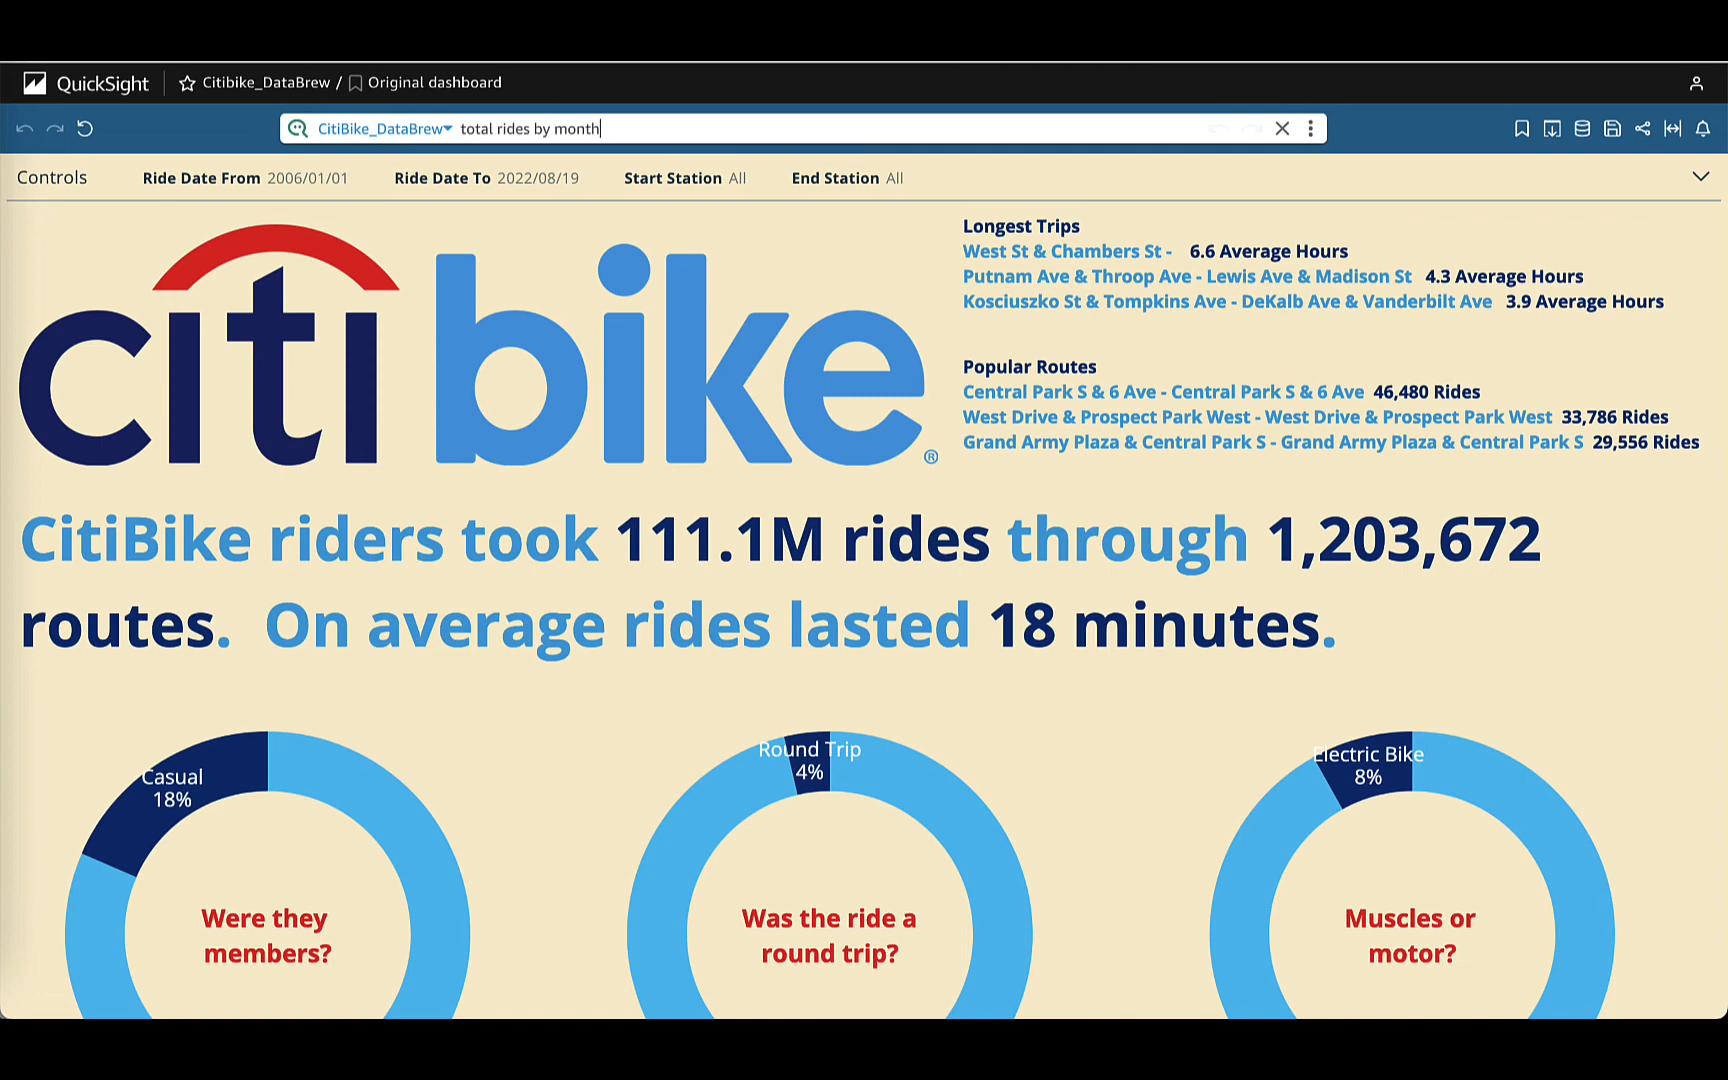 QuickSight Citibike_DataBrew / Original dashboard
CitiBike_DataBrew total rides by month
Controls Ride Date From 2006/01/01 Ride Date To 2022/08/19 Start Station All End Station All
citi bike®
Longest Trips
West St & Chambers St - 6.6 Average Hours
Putnam Ave & Throop Ave - Lewis Ave & Madison St 4.3 Average Hours
Kosciuszko St & Tompkins Ave - DeKalb Ave & Vanderbilt Ave 3.9 Average Hours
Popular Routes
Central Park S & 6 Ave - Central Park S & 6 Ave 46,480 Rides
West Drive & Prospect Park West - West Drive & Prospect Park West 33,786 Rides
Grand Army Plaza & Central Park S - Grand Army Plaza & Central Park S 29,556 Rides
CitiBike riders took 111.1M rides through 1,203,672
routes. On average rides lasted 18 minutes.
Casual
18%
Were they
members?
Round Trip
4%
Was the ride a
round trip?
Electric Bike
8%
Muscles or
motor?